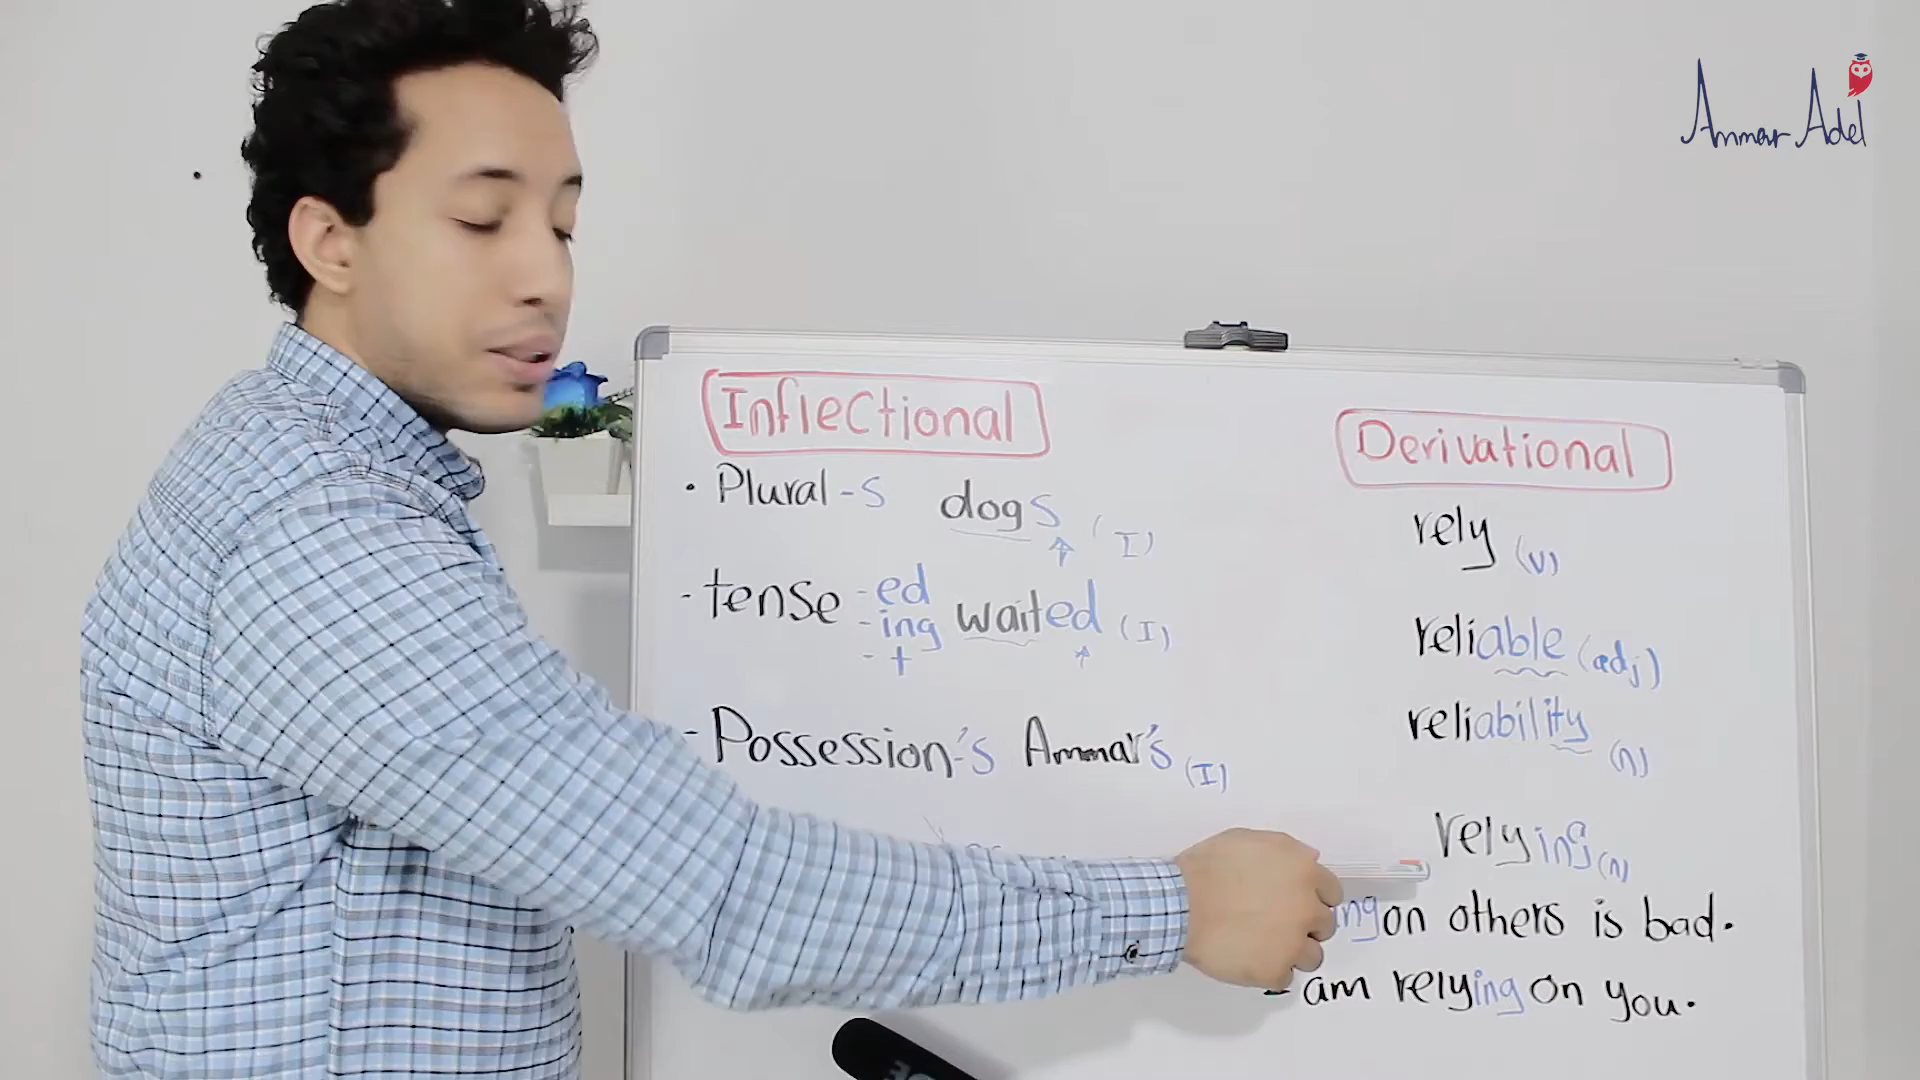 Ammar Adel
Inflectional
• Plural -s dogs (I)
- tense -ed waited (I)
-ing
- t
- Possession -'s Ammar's (I)
Derivational
rely (v)
reliable (adj)
reliability (n)
relying (n)
ing on others is bad.
am relying on you.